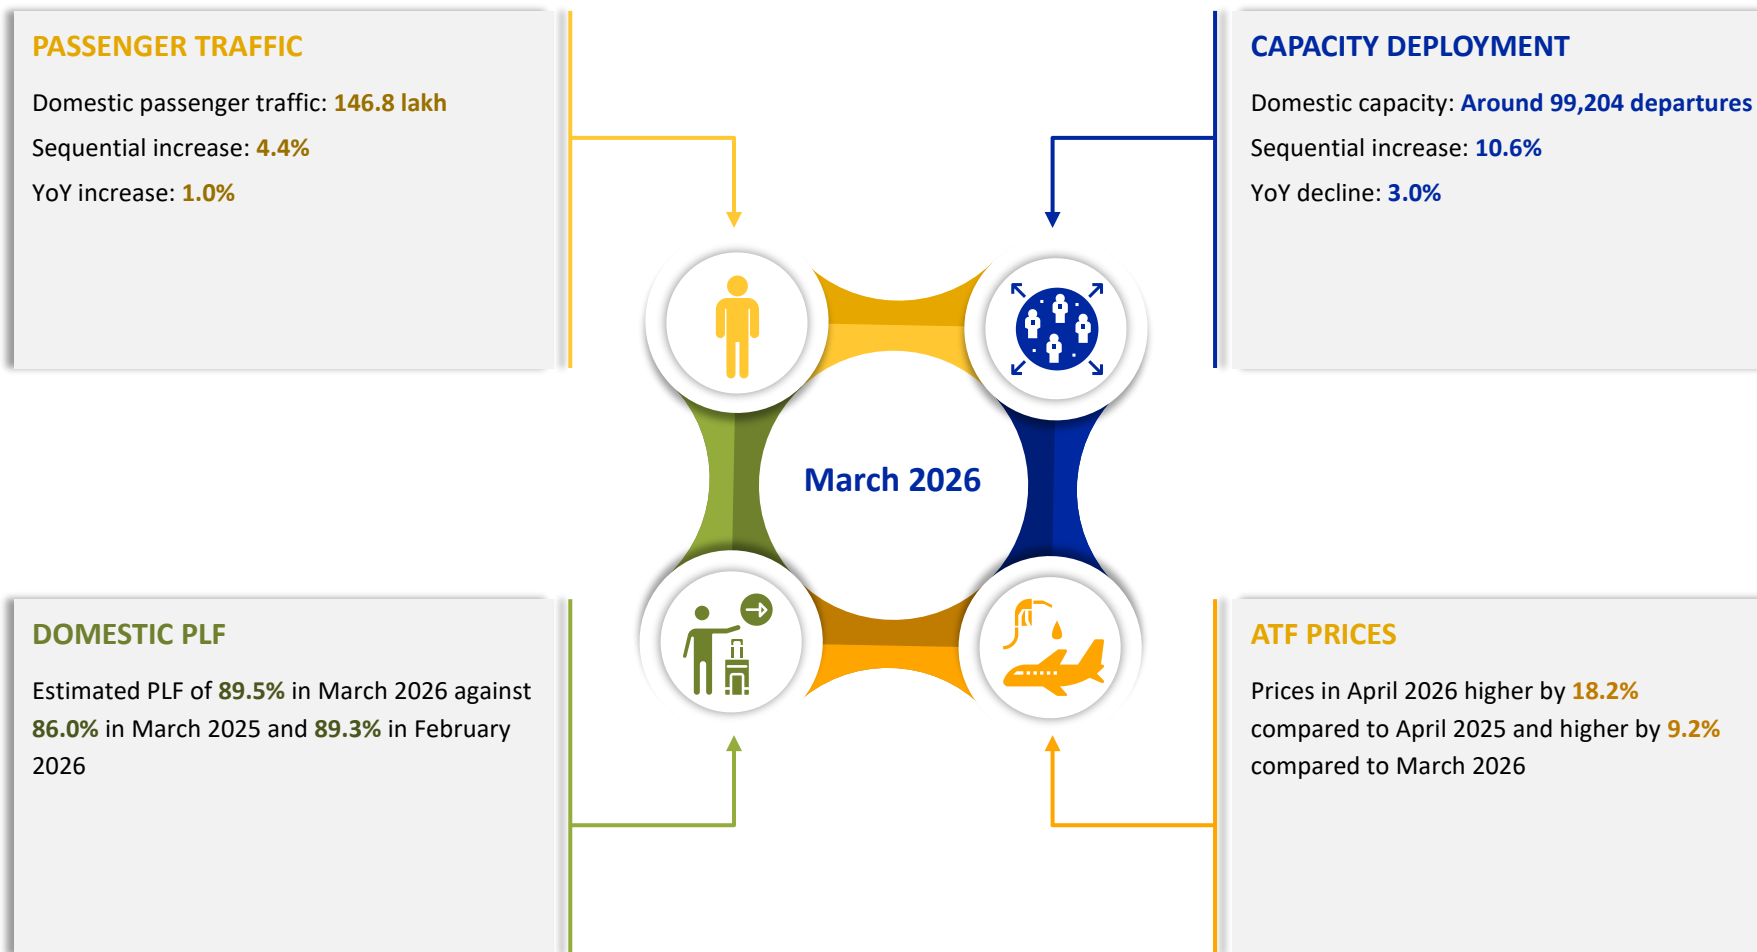 PASSENGER TRAFFIC
Domestic passenger traffic: 146.8 lakh
Sequential increase: 4.4%
YoY increase: 1.0%
CAPACITY DEPLOYMENT
Domestic capacity: Around 99,204 departures
Sequential increase: 10.6%
YoY decline: 3.0%
March 2026
DOMESTIC PLF
Estimated PLF of 89.5% in March 2026 against
86.0% in March 2025 and 89.3% in February
2026
ATF PRICES
Prices in April 2026 higher by 18.2%
compared to April 2025 and higher by 9.2%
compared to March 2026